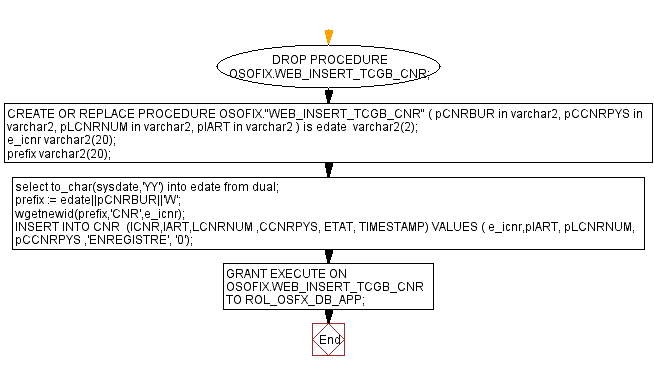 DROP PROCEDURE
OSOFIX.WEB_INSERT_TCGB_CNR;
CREATE OR REPLACE PROCEDURE OSOFIX."WEB_INSERT_TCGB_CNR" ( pCNRBUR in varchar2, pCCNRPYS in
varchar2, pLCNRNUM in varchar2, pIART in varchar2 ) is edate  varchar2(2);
e_icnr varchar2(20);
prefix varchar2(20);
select to_char(sysdate,'YY') into edate from dual;
prefix := edate||pCNRBUR||'W';
wgetnewid(prefix,'CNR',e_icnr);
INSERT INTO CNR  (ICNR,IART,LCNRNUM ,CCNRPYS, ETAT, TIMESTAMP) VALUES ( e_icnr,pIART, pLCNRNUM,
pCCNRPYS ,'ENREGISTRE', '0');
GRANT EXECUTE ON
OSOFIX.WEB_INSERT_TCGB_CNR
TO ROL_OSFX_DB_APP;
End